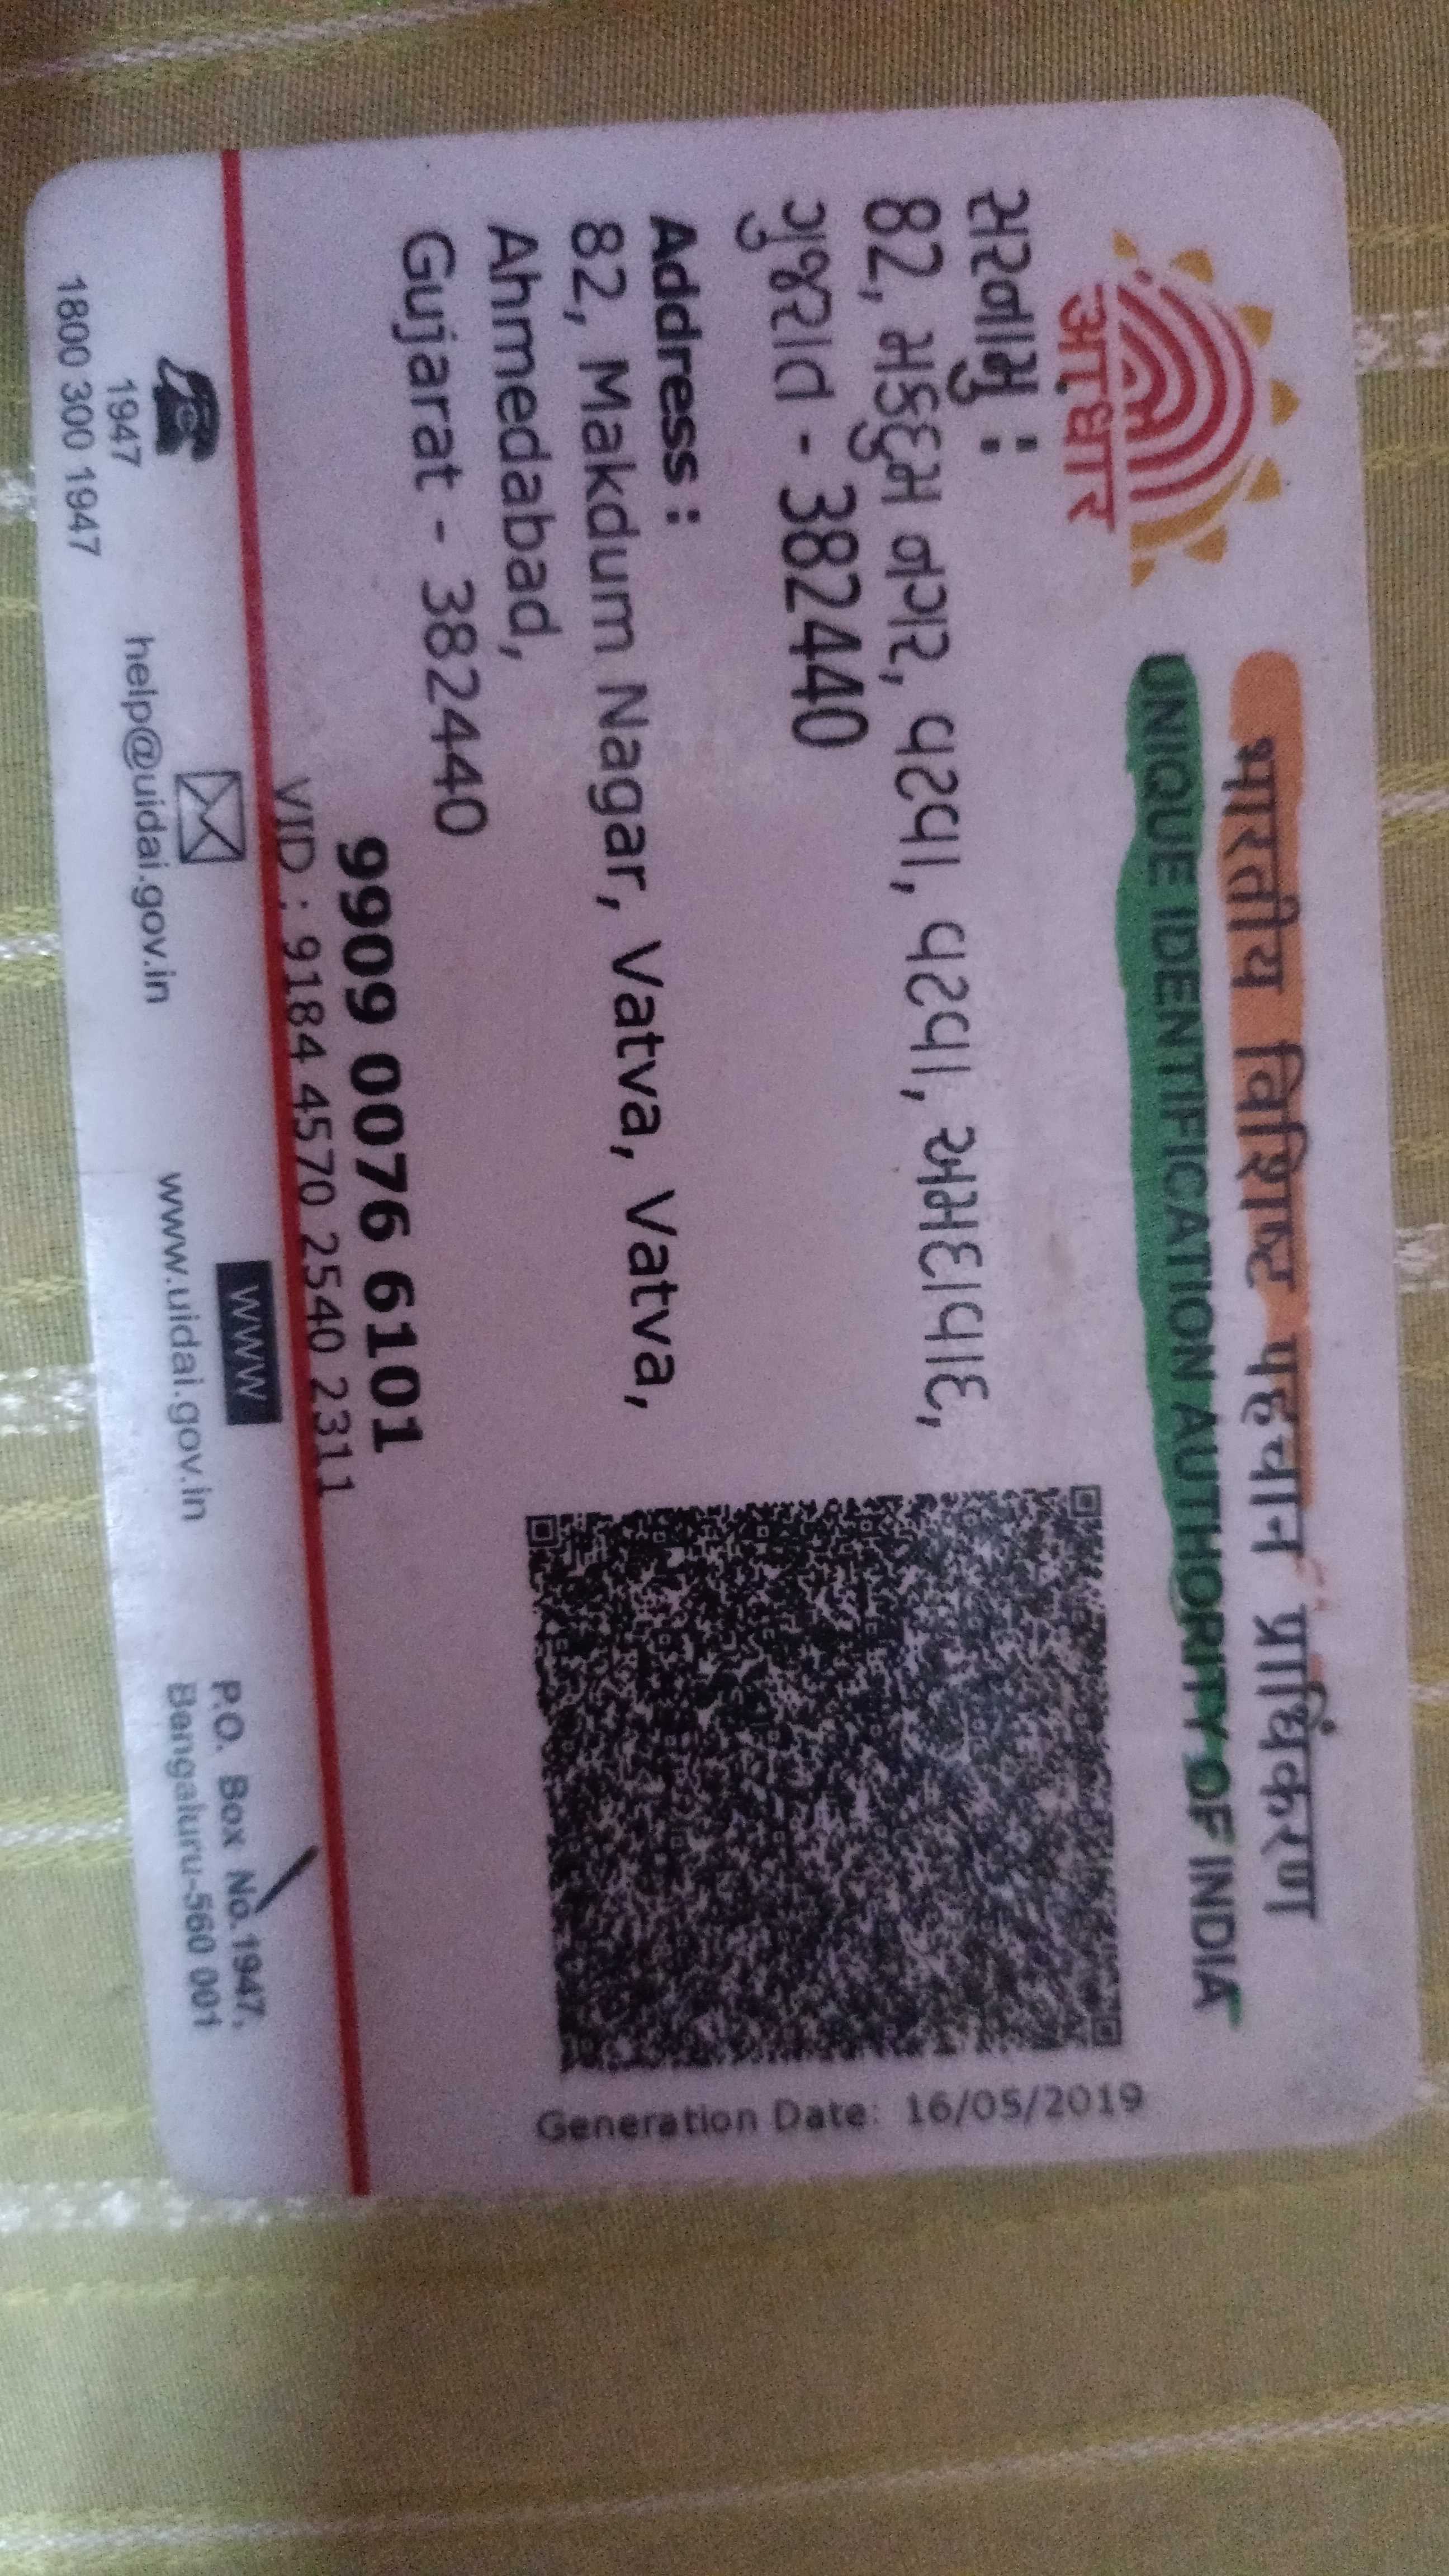 भारतीय विशिष्ट पहचान प्राधिकरण
UNIQUE IDENTIFICATION AUTHORITY OF INDIA
आधार
સરનામુ :
82, મકદુમ નગર, વટવા, વટવા, અમદાવાદ,
ગુજરાત - 382440
Address :
82, Makdum Nagar, Vatva, Vatva,
Ahmedabad,
Gujarat - 382440
Generation Date: 16/05/2019
9909 0076 6101
VID : 9184 4570 2540 2311
1947
1800 300 1947
help@uidai.gov.in
WWW
www.uidai.gov.in
P.O. Box No.1947,
Bangaluru-560 001